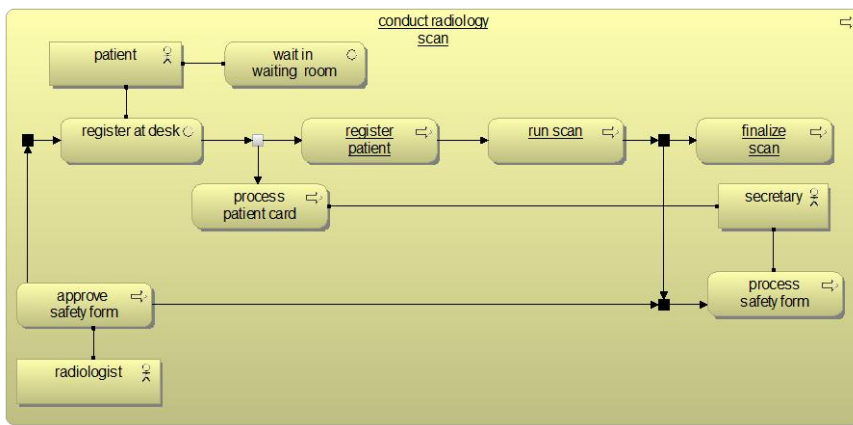 conduct radiology
scan
patient
wait in
waiting room
register at desk
register
patient
run scan
finalize
scan
process
patient card
secretary
approve
safety form
process
safety form
radiologist